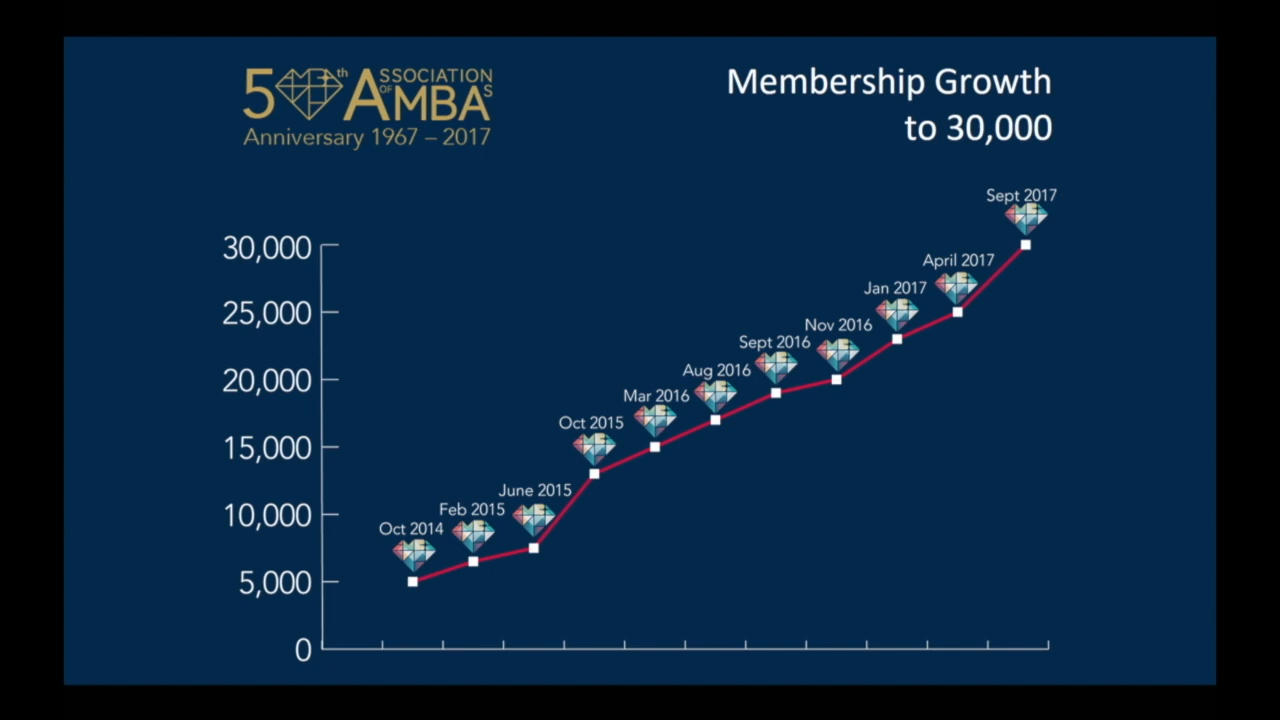 50th ASSOCIATION OF MBAS
Anniversary 1967 – 2017
Membership Growth
to 30,000
Sept 2017
30,000
April 2017
Jan 2017
25,000
Nov 2016
Sept 2016
Aug 2016
20,000
Mar 2016
Oct 2015
15,000
June 2015
10,000
Feb 2015
Oct 2014
5,000
0